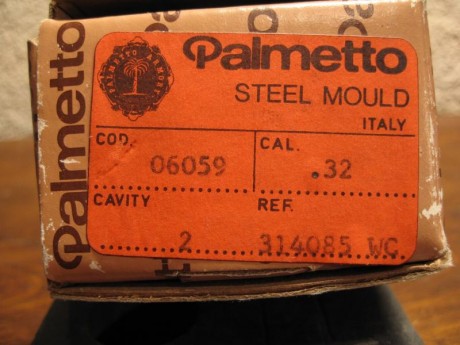 Palmetto
Palmetto
STEEL MOULD
ITALY
COD. 06059
CAL. .32
CAVITY 2
REF. 314085 WC